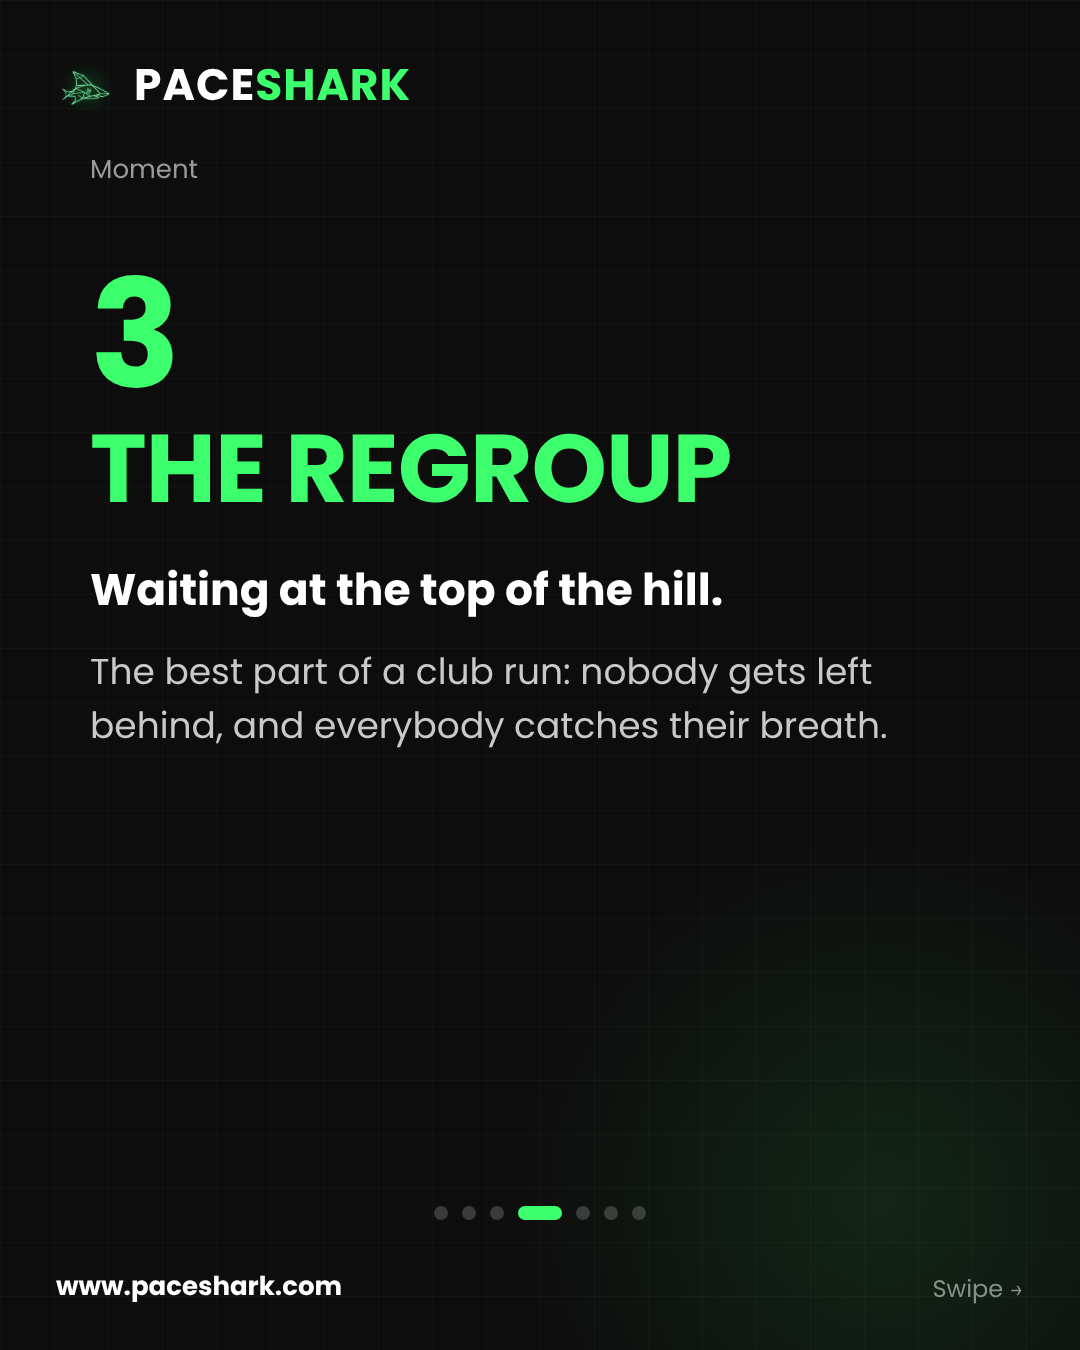 PACESHARK
Moment
3
THE REGROUP
Waiting at the top of the hill.
The best part of a club run: nobody gets left
behind, and everybody catches their breath.
www.paceshark.com
Swipe →